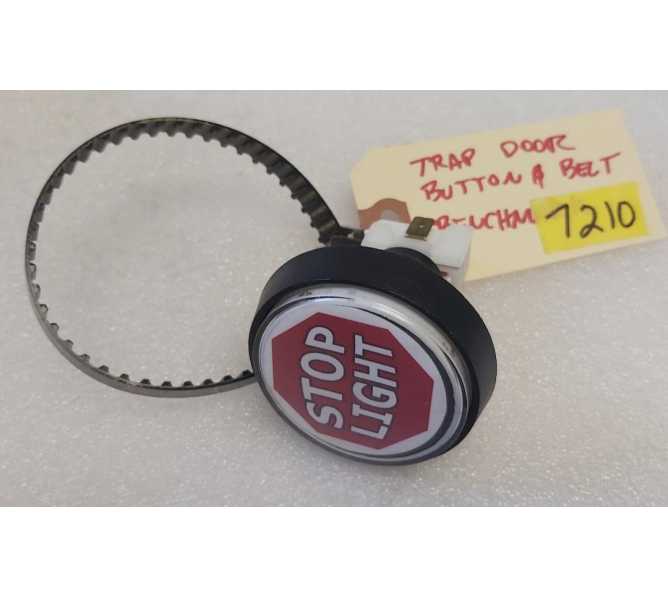 TRAP DOOR
BUTTON & BELT
7210
STOP
LIGHT